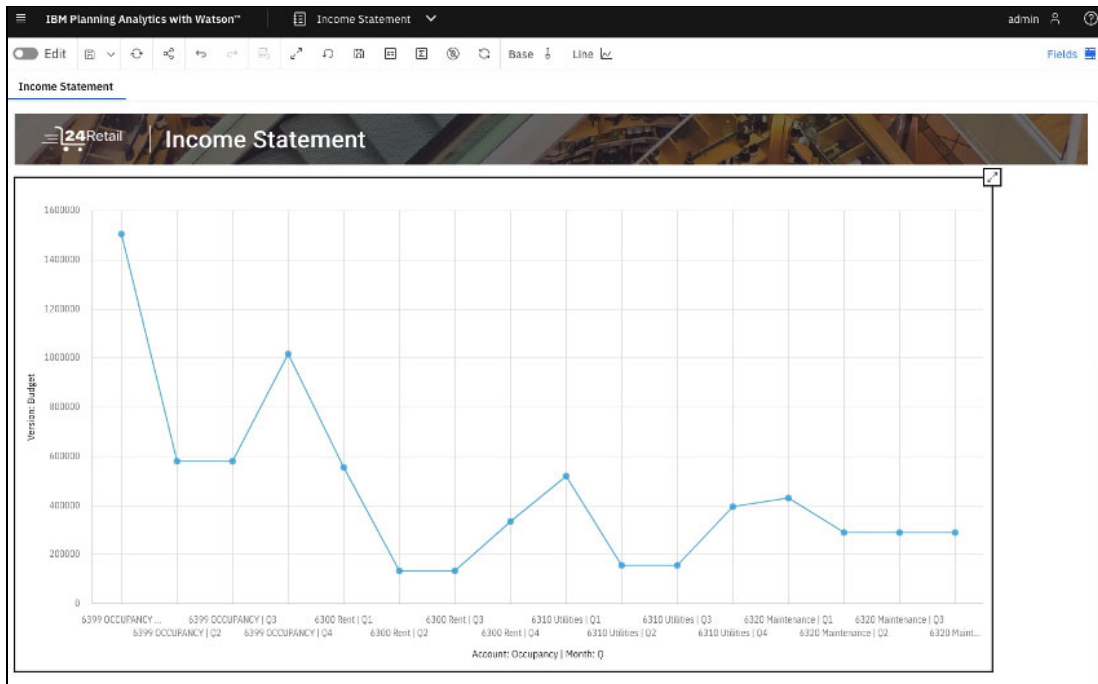 IBM Planning Analytics with Watson™ Income Statement admin
Edit Base Line Fields
Income Statement
24Retail Income Statement
1600000
1400000
1200000
1000000
800000
600000
400000
200000
0
Version: Budget
6399 OCCUPANCY ... 6399 OCCUPANCY | Q3 6300 Rent | Q1 6300 Rent | Q3 6310 Utilities | Q1 6310 Utilities | Q3 6320 Maintenance | Q1 6320 Maintenance | Q3
6399 OCCUPANCY | Q2 6399 OCCUPANCY | Q4 6300 Rent | Q2 6300 Rent | Q4 6310 Utilities | Q2 6310 Utilities | Q4 6320 Maintenance | Q2 6320 Maint...
Account: Occupancy | Month: Q